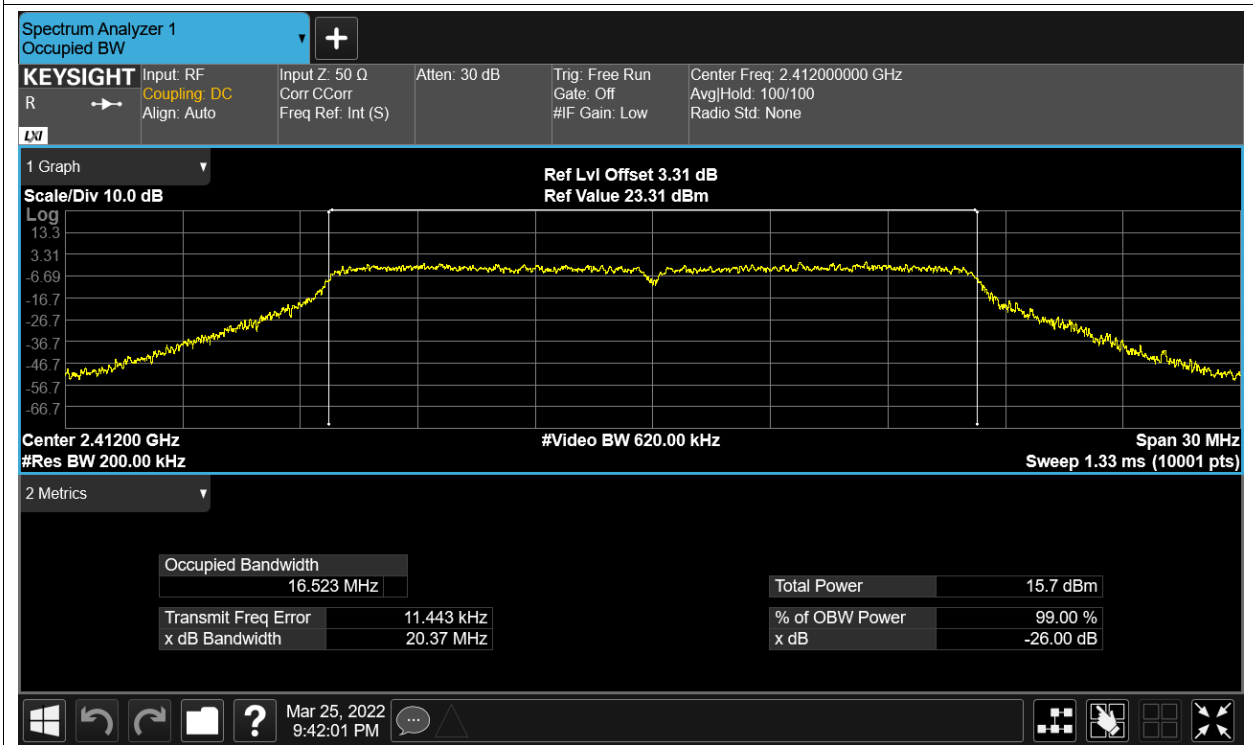 Spectrum Analyzer 1
Occupied BW
KEYSIGHT
R
LXI
Input: RF
Coupling: DC
Align: Auto
Input Z: 50 Ω
Corr CCorr
Freq Ref: Int (S)
Atten: 30 dB
Trig: Free Run
Gate: Off
#IF Gain: Low
Center Freq: 2.412000000 GHz
Avg|Hold: 100/100
Radio Std: None
1 Graph
Scale/Div 10.0 dB
Ref Lvl Offset 3.31 dB
Ref Value 23.31 dBm
Log
13.3
3.31
-6.69
-16.7
-26.7
-36.7
-46.7
-56.7
-66.7
Center 2.41200 GHz
#Video BW 620.00 kHz
Span 30 MHz
#Res BW 200.00 kHz
Sweep 1.33 ms (10001 pts)
2 Metrics
Occupied Bandwidth
16.523 MHz
Total Power 15.7 dBm
Transmit Freq Error 11.443 kHz
% of OBW Power 99.00 %
x dB Bandwidth 20.37 MHz
x dB -26.00 dB
?
Mar 25, 2022
9:42:01 PM